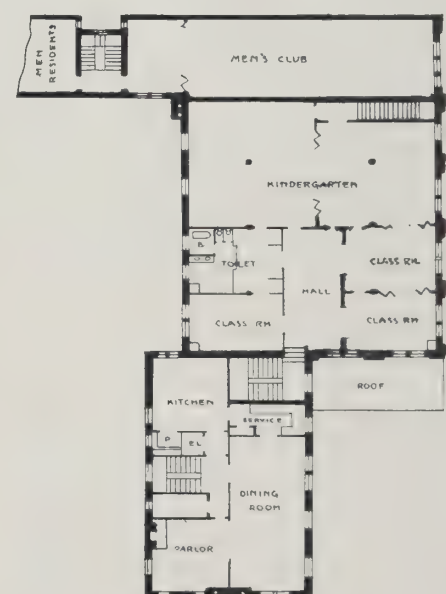 MEN
RESIDENTS
MEN'S CLUB
KINDERGARTEN
B
TOILET
CLASS RM
HALL
CLASS RM
CLASS RM
ROOF
KITCHEN
SERVICE
P
EL
DINING
ROOM
PARLOR